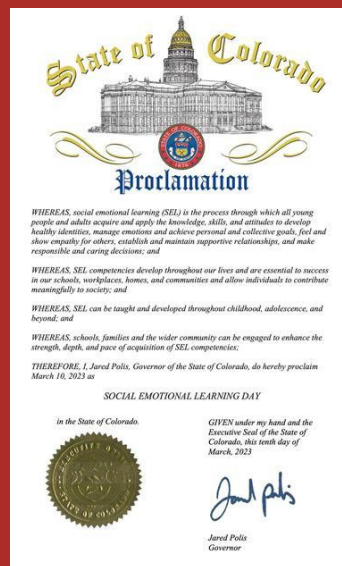 State of Colorado
STATE OF COLORADO
1876
Proclamation
WHEREAS, social emotional learning (SEL) is the process through which all young
people and adults acquire and apply the knowledge, skills, and attitudes to develop
healthy identities, manage emotions and achieve personal and collective goals, feel and
show empathy for others, establish and maintain supportive relationships, and make
responsible and caring decisions; and
WHEREAS, SEL competencies develop throughout our lives and are essential to success
in our schools, workplaces, homes, and communities and allow individuals to contribute
meaningfully to society; and
WHEREAS, SEL can be taught and developed throughout childhood, adolescence, and
beyond; and
WHEREAS, schools, families and the wider community can be engaged to enhance the
strength, depth, and pace of acquisition of SEL competencies;
THEREFORE, I, Jared Polis, Governor of the State of Colorado, do hereby proclaim
March 10, 2023 as
SOCIAL EMOTIONAL LEARNING DAY
in the State of Colorado.
GIVEN under my hand and the
Executive Seal of the State of
Colorado, this tenth day of
March, 2023
Jared Polis
Jared Polis
Governor